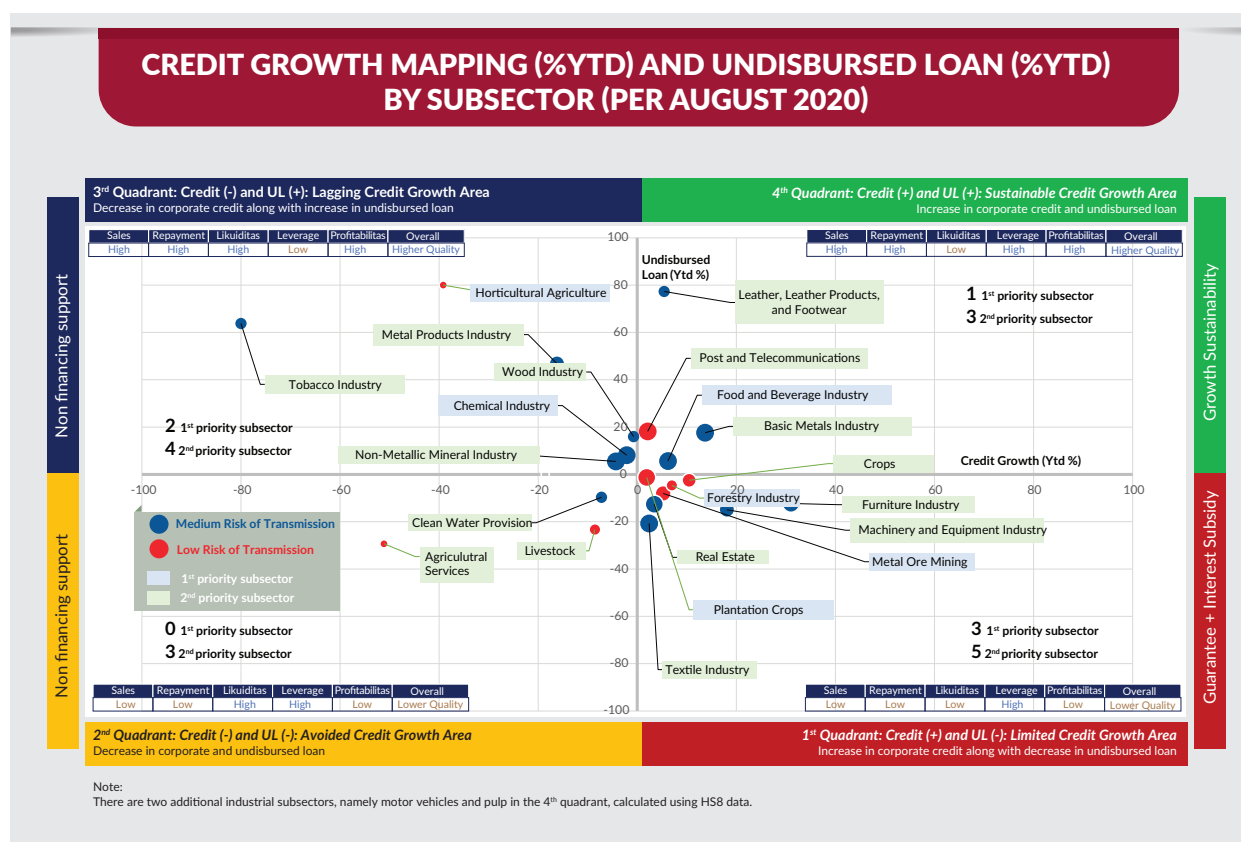 CREDIT GROWTH MAPPING (%YTD) AND UNDISBURSED LOAN (%YTD)
BY SUBSECTOR (PER AUGUST 2020)
3rd Quadrant: Credit (-) and UL (+): Lagging Credit Growth Area
Decrease in corporate credit along with increase in undisbursed loan
4th Quadrant: Credit (+) and UL (+): Sustainable Credit Growth Area
Increase in corporate credit and undisbursed loan
Non financing support
Growth Sustainability
Sales Repayment Likuiditas Leverage Profitabilitas Overall
High High High Low High Higher Quality
Sales Repayment Likuiditas Leverage Profitabilitas Overall
High High Low High High Higher Quality
100
Undisbursed
Loan (Ytd %)
80
60
40
20
0
Horticultural Agriculture
Metal Products Industry
Wood Industry
Tobacco Industry
Chemical Industry
Non-Metallic Mineral Industry
2 1st priority subsector
4 2nd priority subsector
Leather, Leather Products,
and Footwear
1 1st priority subsector
3 2nd priority subsector
Post and Telecommunications
Food and Beverage Industry
Basic Metals Industry
Crops
Credit Growth (Ytd %)
-100 -80 -60 -40 -20 0 20 40 60 80 100
-20
-40
-60
-80
-100
Non financing support
Guarantee + Interest Subsidy
Medium Risk of Transmission
Low Risk of Transmission
1st priority subsector
2nd priority subsector
Clean Water Provision
Livestock
Agriculutral
Services
0 1st priority subsector
3 2nd priority subsector
Forestry Industry
Furniture Industry
Machinery and Equipment Industry
Real Estate
Metal Ore Mining
Plantation Crops
Textile Industry
3 1st priority subsector
5 2nd priority subsector
Sales Repayment Likuiditas Leverage Profitabilitas Overall
Low Low High High Low Lower Quality
Sales Repayment Likuiditas Leverage Profitabilitas Overall
Low Low Low High Low Lower Quality
2nd Quadrant: Credit (-) and UL (-): Avoided Credit Growth Area
Decrease in corporate and undisbursed loan
1st Quadrant: Credit (+) and UL (-): Limited Credit Growth Area
Increase in corporate credit along with decrease in undisbursed loan
Note:
There are two additional industrial subsectors, namely motor vehicles and pulp in the 4th quadrant, calculated using HS8 data.